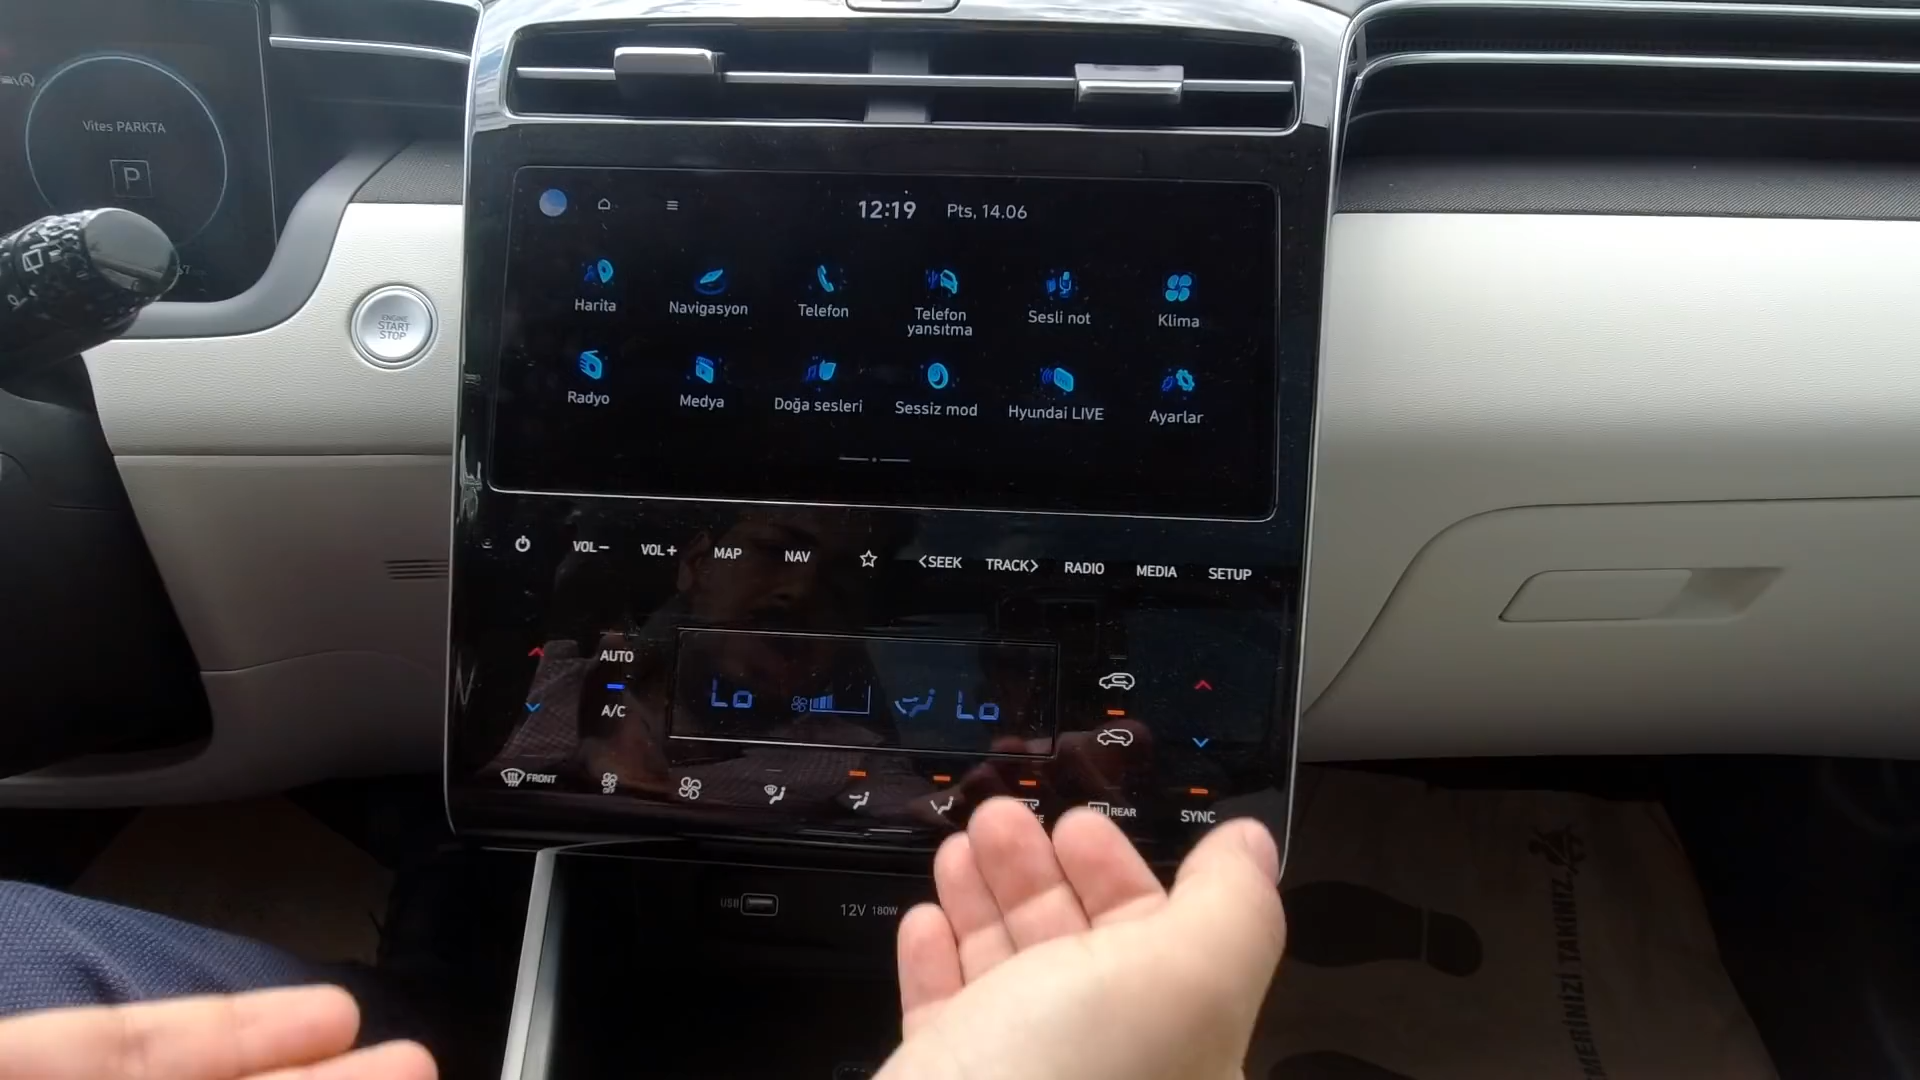 Vites PARKTA
P
ENGINE
START
STOP
12:19 Pts, 14.06
Harita
Navigasyon
Telefon
Telefon
yansıtma
Sesli not
Klima
Radyo
Medya
Doğa sesleri
Sessiz mod
Hyundai LIVE
Ayarlar
VOL− VOL+ MAP NAV <SEEK TRACK> RADIO MEDIA SETUP
AUTO
A/C
Lo Lo
FRONT
OFF
REAR
SYNC
USB
12V 180W
TAKINIZ